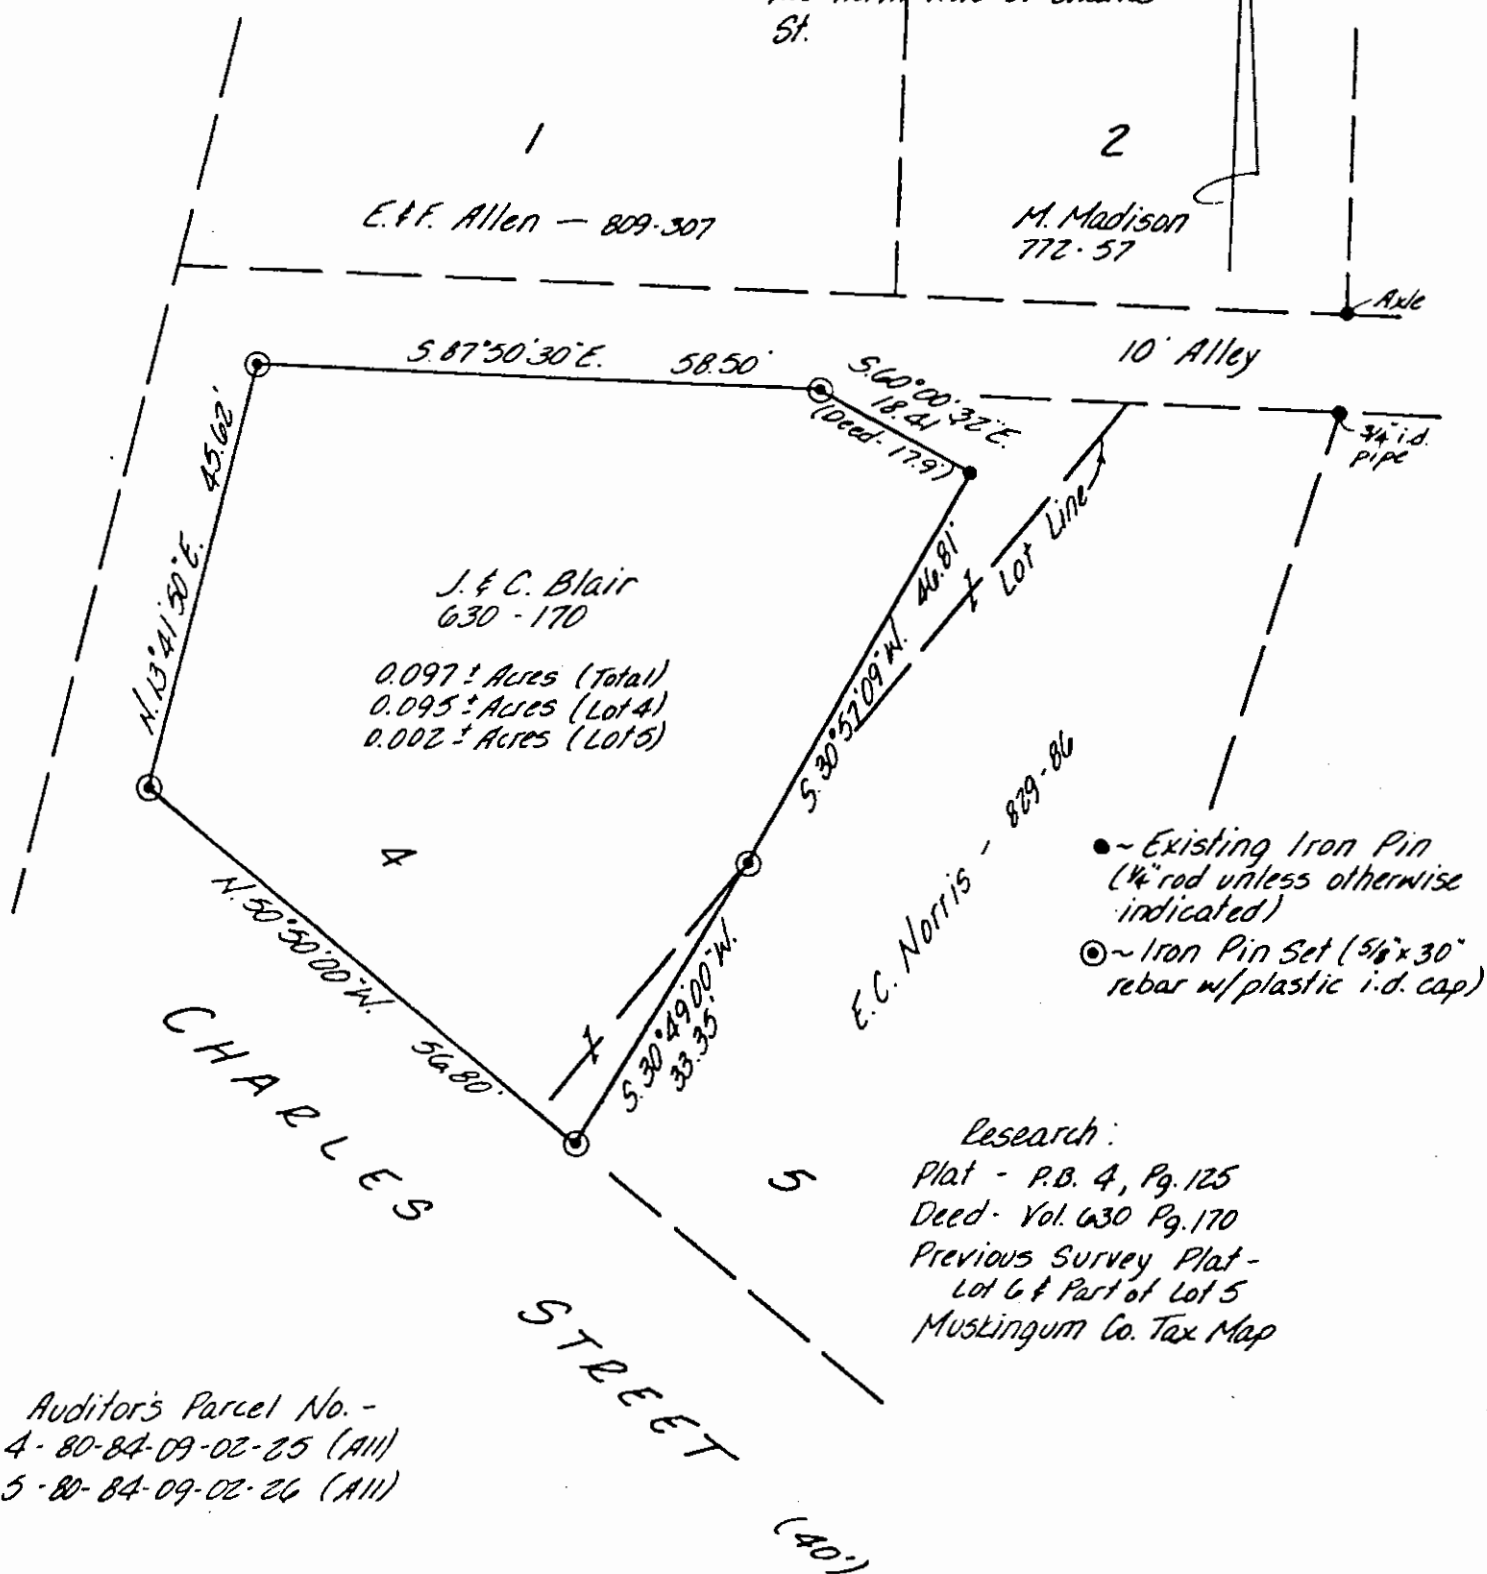 St.
1
2
E. & F. Allen — 809-307
M. Madison
772-57
Axle
S.87°50'30"E. 58.50'
S.60°00'32"E.
18.41'
(Deed-17.9')
10' Alley
3/4" i.d.
pipe
N.13°41'50"E. 45.62'
Lot Line
J. & C. Blair
630-170
0.097± Acres (Total)
0.095± Acres (Lot 4)
0.002± Acres (Lot 5)
S.30°52'09"W. 46.81'
4
E.C. Norris - 829-86
● ~ Existing Iron Pin
(1/4" rod unless otherwise
indicated)
◉ ~ Iron Pin Set (5/8" x 30"
rebar w/plastic i.d. cap)
N.50°50'00"W. 56.80'
S.30°49'00"W.
33.35'
CHARLES STREET (40')
5
Research:
Plat - P.B. 4, Pg. 125
Deed - Vol. 630 Pg. 170
Previous Survey Plat -
Lot 6 & Part of Lot 5
Muskingum Co. Tax Map
Auditor's Parcel No. -
4-80-84-09-02-25 (All)
5-80-84-09-02-26 (All)